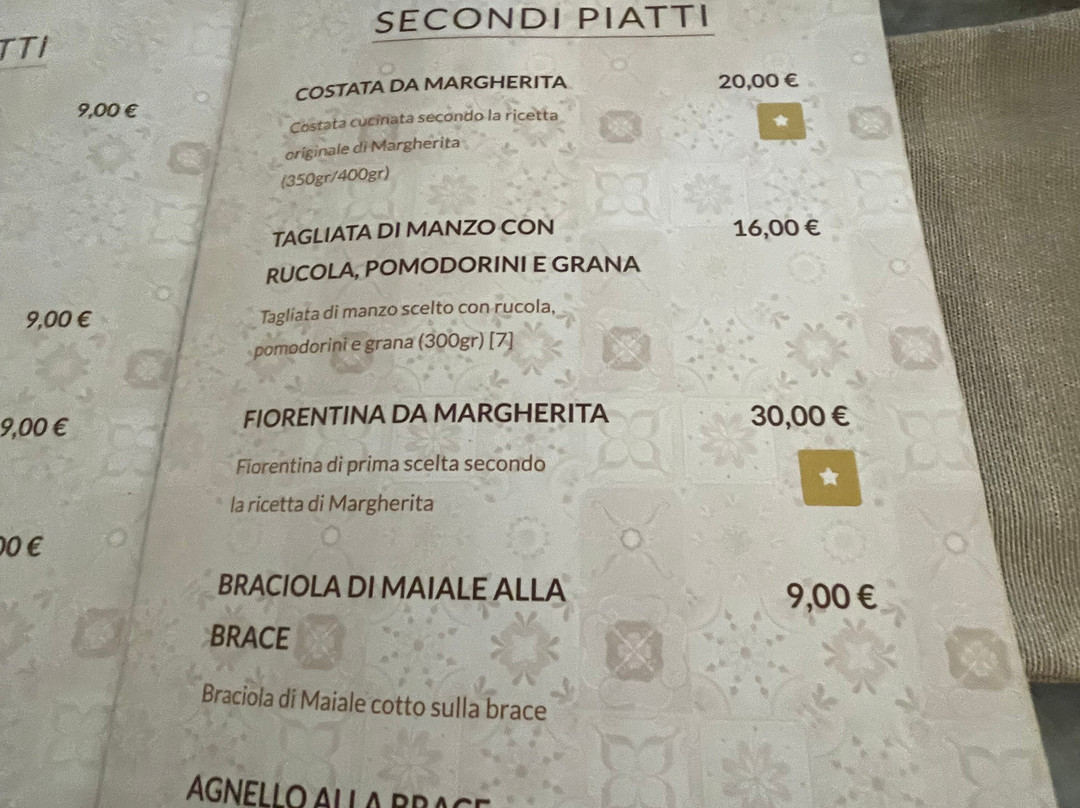 TTI
9,00 €
9,00 €
9,00 €
00 €
SECONDI PIATTI
COSTATA DA MARGHERITA 20,00 €
Costata cucinata secondo la ricetta
originale di Margherita
(350gr/400gr)
TAGLIATA DI MANZO CON 16,00 €
RUCOLA, POMODORINI E GRANA
Tagliata di manzo scelto con rucola,
pomodorini e grana (300gr) [7]
FIORENTINA DA MARGHERITA 30,00 €
Fiorentina di prima scelta secondo
la ricetta di Margherita
BRACIOLA DI MAIALE ALLA 9,00 €
BRACE
Braciola di Maiale cotto sulla brace
AGNELLO ALLA BRACE